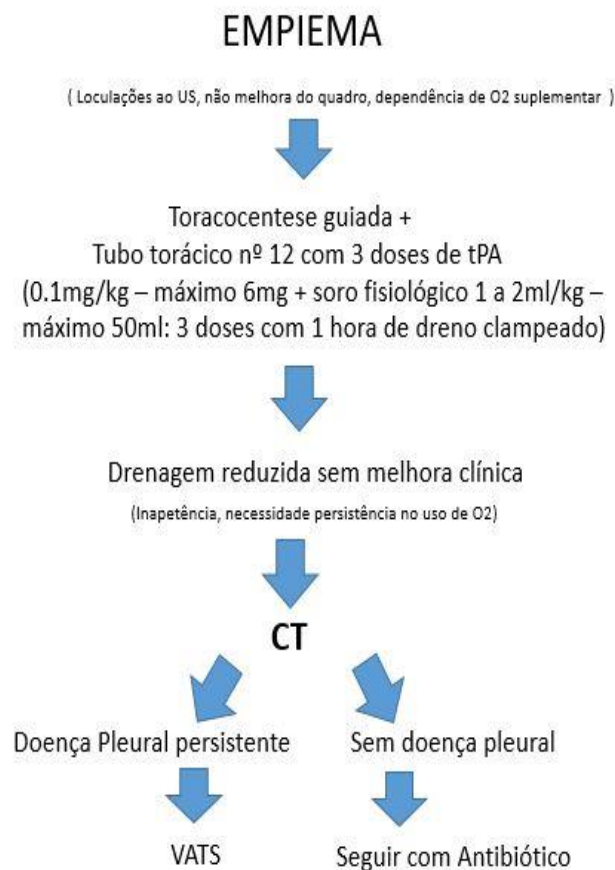 EMPIEMA
( Loculações ao US, não melhora do quadro, dependência de O2 suplementar )
Toracocentese guiada +
Tubo torácico nº 12 com 3 doses de tPA
(0.1mg/kg – máximo 6mg + soro fisiológico 1 a 2ml/kg –
máximo 50ml: 3 doses com 1 hora de dreno clampeado)
Drenagem reduzida sem melhora clínica
(Inapetência, necessidade persistência no uso de O2)
CT
Doença Pleural persistente
Sem doença pleural
VATS
Seguir com Antibiótico